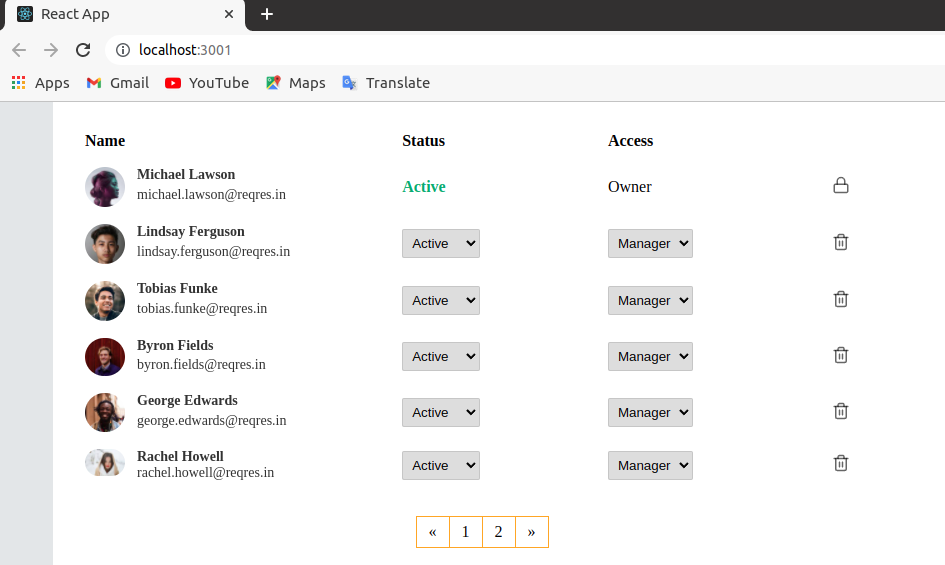 React App
localhost:3001
Apps Gmail YouTube Maps Translate
Name Status Access
Michael Lawson
michael.lawson@reqres.in
Active Owner
Lindsay Ferguson
lindsay.ferguson@reqres.in
Active Manager
Tobias Funke
tobias.funke@reqres.in
Active Manager
Byron Fields
byron.fields@reqres.in
Active Manager
George Edwards
george.edwards@reqres.in
Active Manager
Rachel Howell
rachel.howell@reqres.in
Active Manager
« 1 2 »